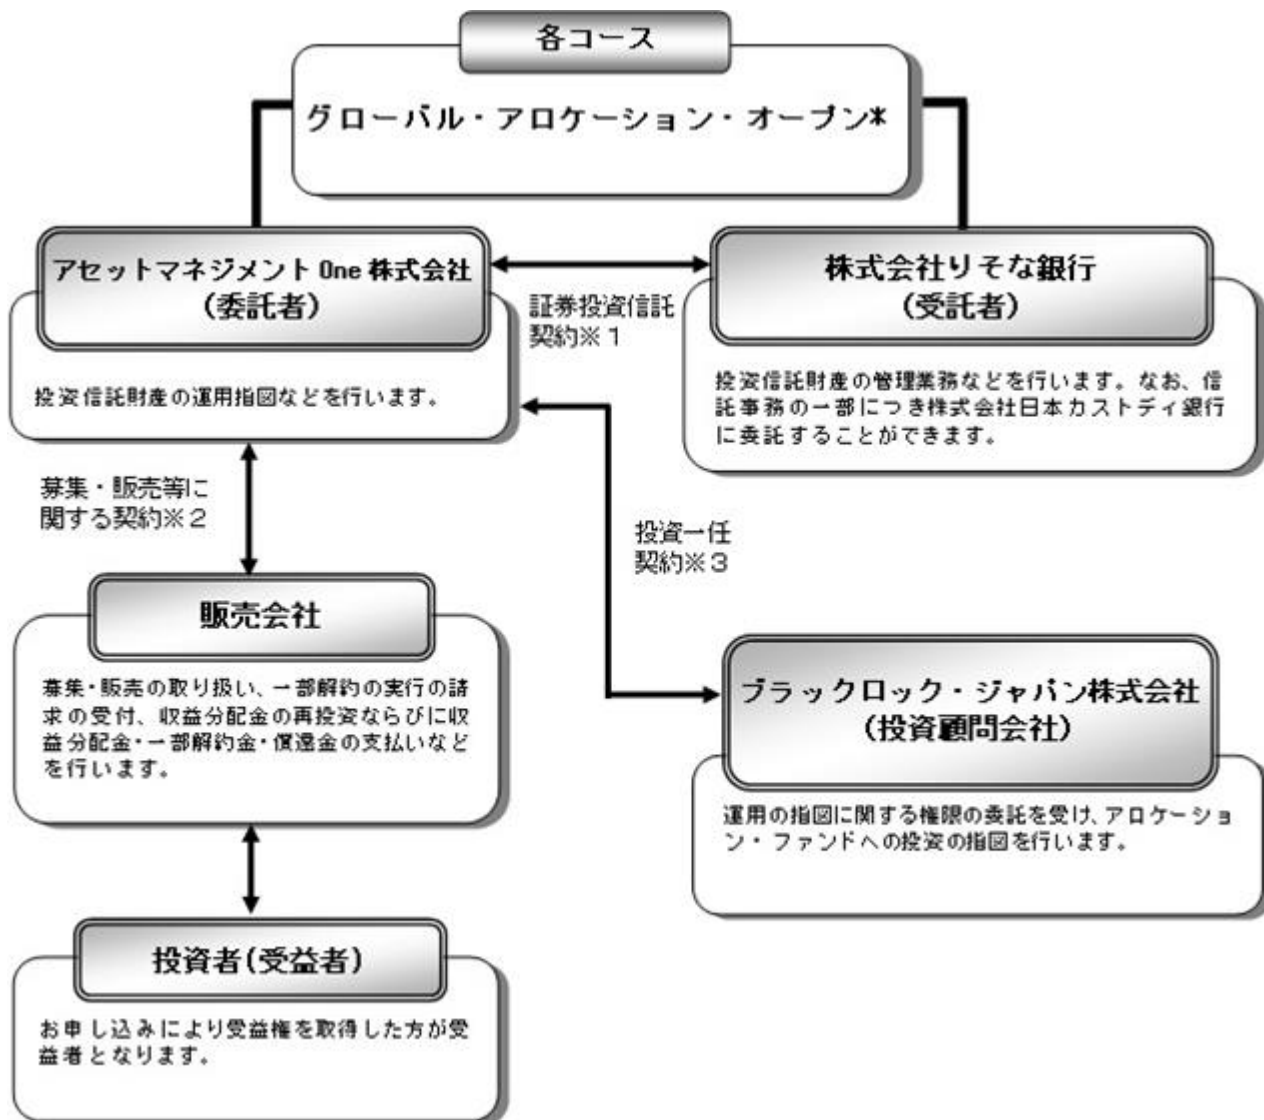 各コース
グローバル・アロケーション・オープン*
アセットマネジメント One 株式会社
(委託者)
投資信託財産の運用指図などを行います。
証券投資信託
契約※1
株式会社りそな銀行
(受託者)
投資信託財産の管理業務などを行います。なお、信
託事務の一部につき株式会社日本カストディ銀行
に委託することができます。
募集・販売等に
関する契約※2
投資一任
契約※3
販売会社
募集・販売の取り扱い、一部解約の実行の請
求の受付、収益分配金の再投資ならびに収
益分配金・一部解約金・償還金の支払いなど
を行います。
ブラックロック・ジャパン株式会社
(投資顧問会社)
運用の指図に関する権限の委託を受け、アロケーショ
ン・ファンドへの投資の指図を行います。
投資者(受益者)
お申し込みにより受益権を取得した方が受
益者となります。